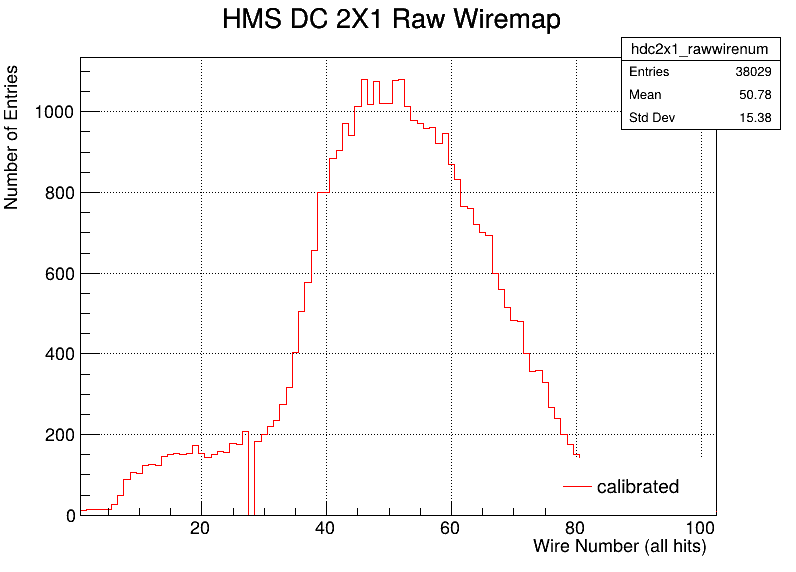 HMS DC 2X1 Raw Wiremap
hdc2x1_rawwirenum
Entries 38029
Mean 50.78
Std Dev 15.38
Number of Entries
1000
800
600
400
200
0
20 40 60 80 100
calibrated
Wire Number (all hits)